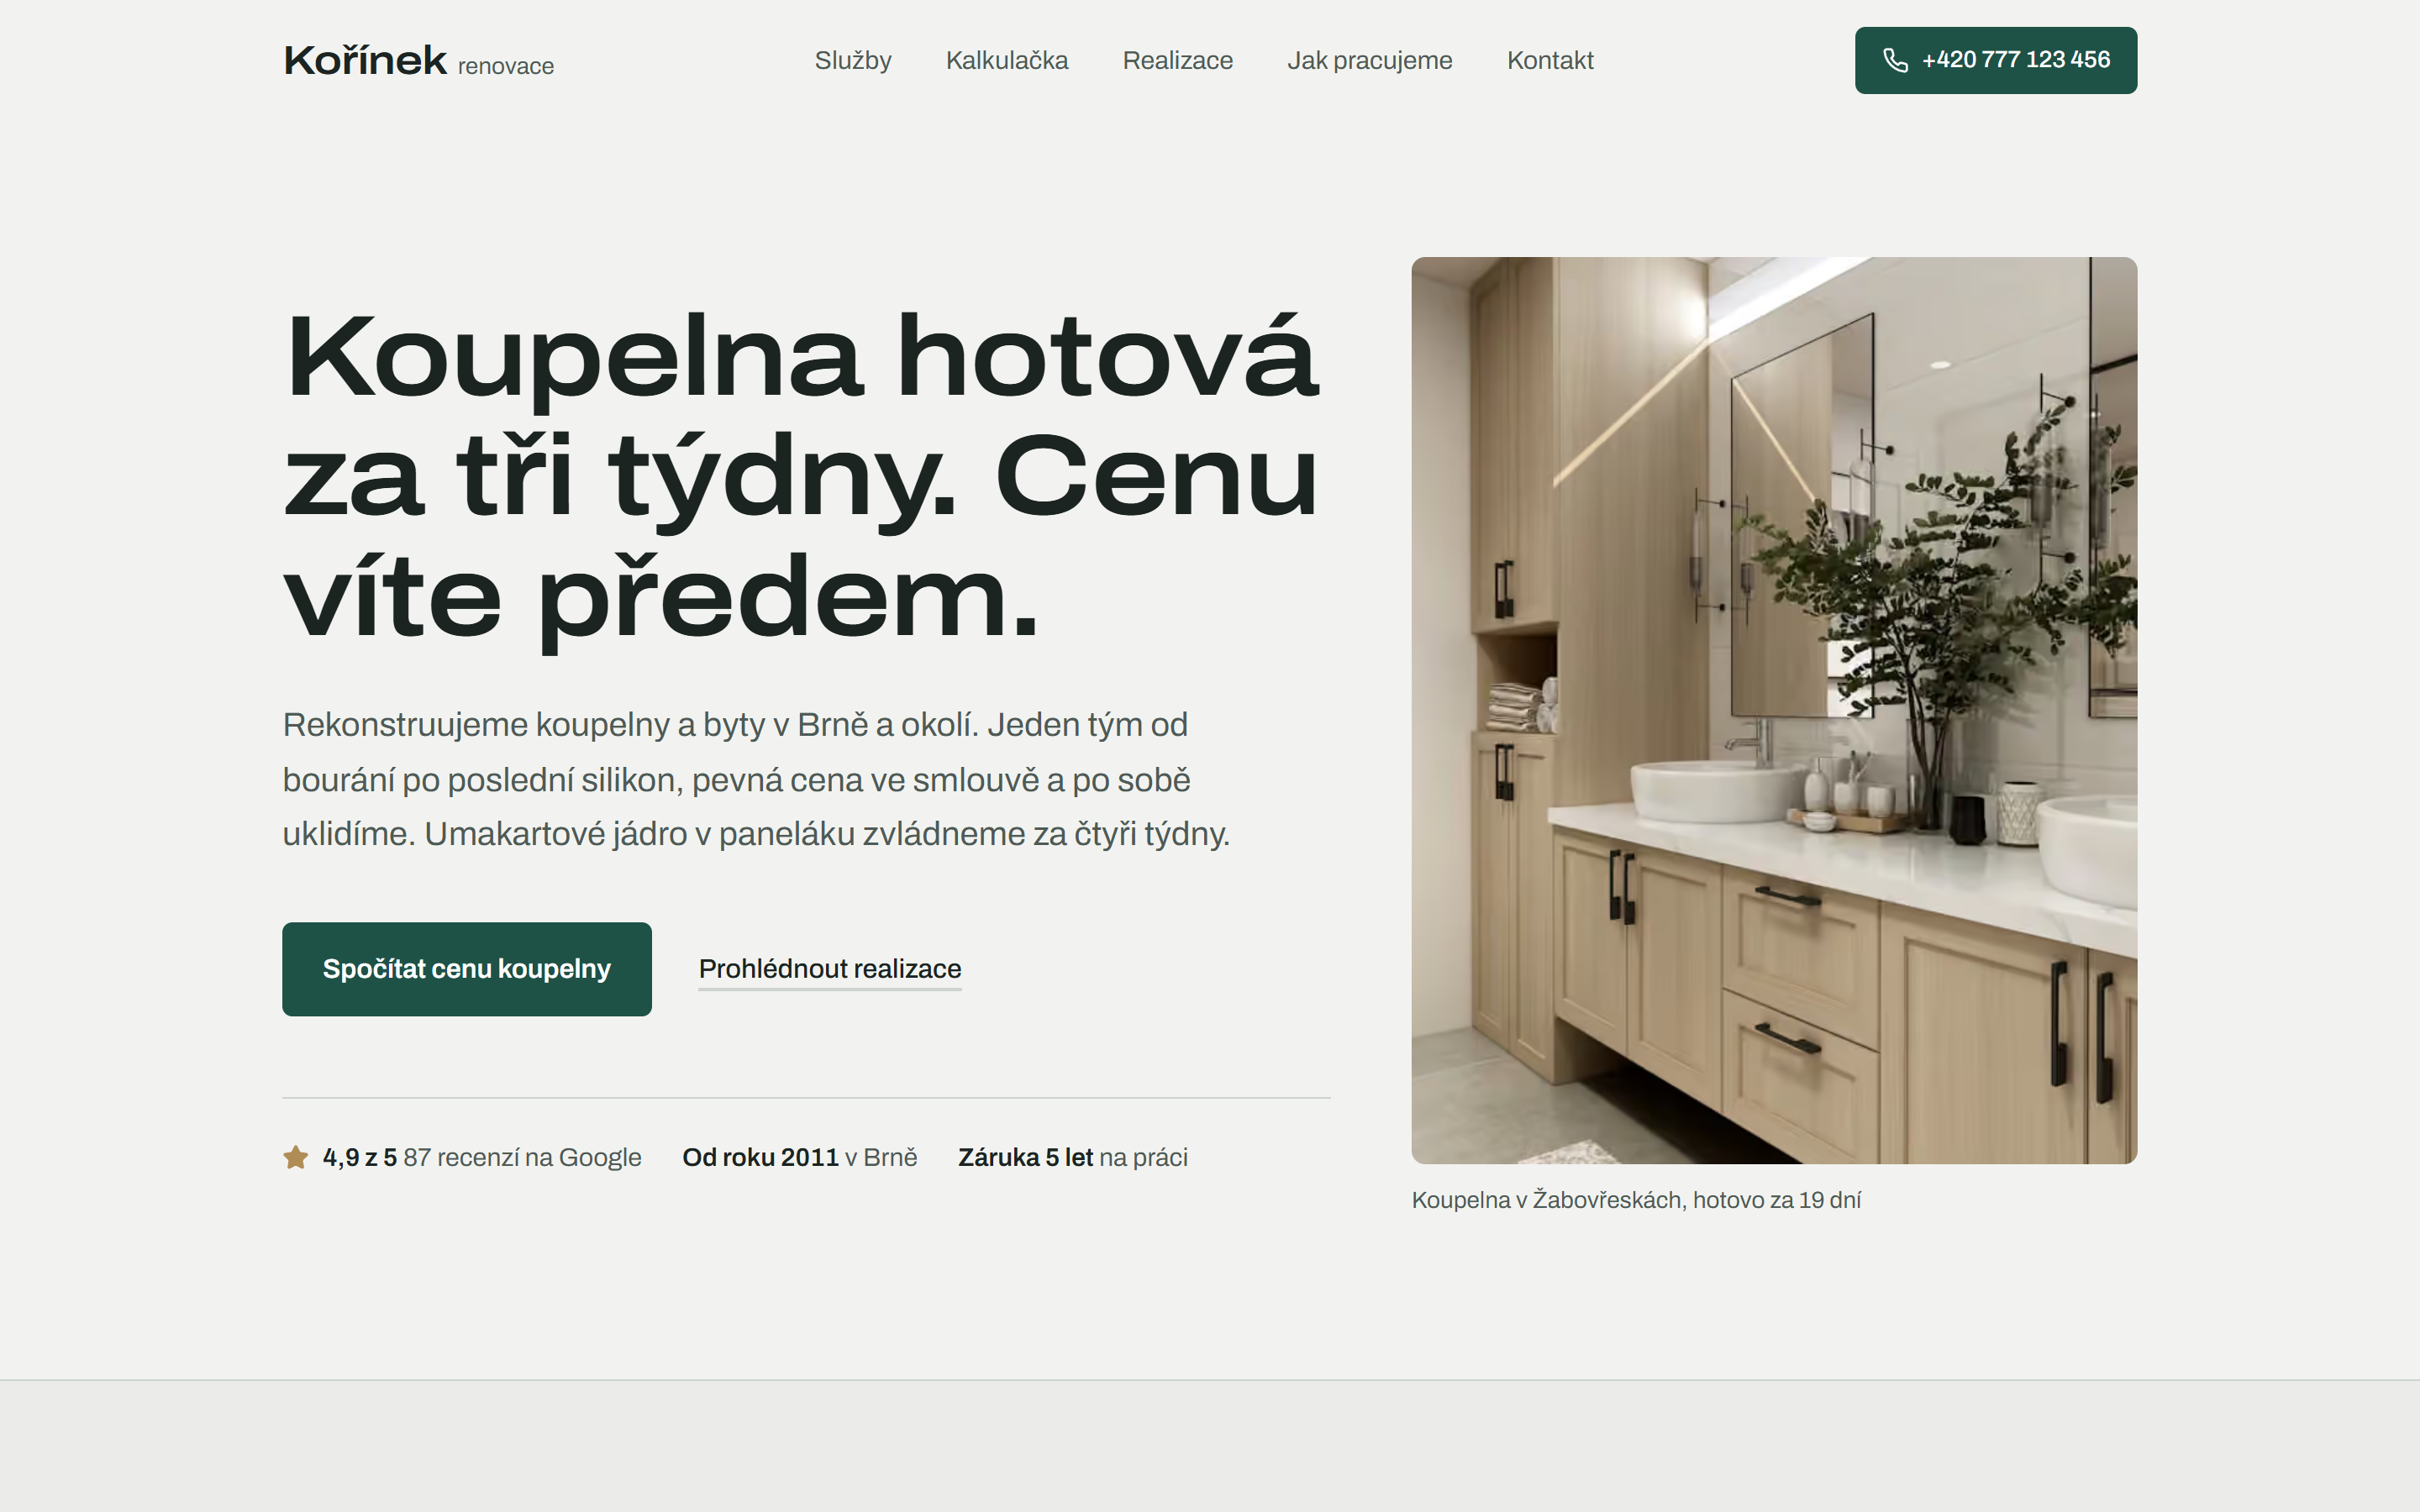 Kořínek renovace
Služby
Kalkulačka
Realizace
Jak pracujeme
Kontakt
+420 777 123 456
Koupelna hotová
za tři týdny. Cenu
víte předem.
Rekonstruujeme koupelny a byty v Brně a okolí. Jeden tým od
bourání po poslední silikon, pevná cena ve smlouvě a po sobě
uklidíme. Umakartové jádro v paneláku zvládneme za čtyři týdny.
Spočítat cenu koupelny
Prohlédnout realizace
4,9 z 5 87 recenzí na Google
Od roku 2011 v Brně
Záruka 5 let na práci
Koupelna v Žabovřeskách, hotovo za 19 dní